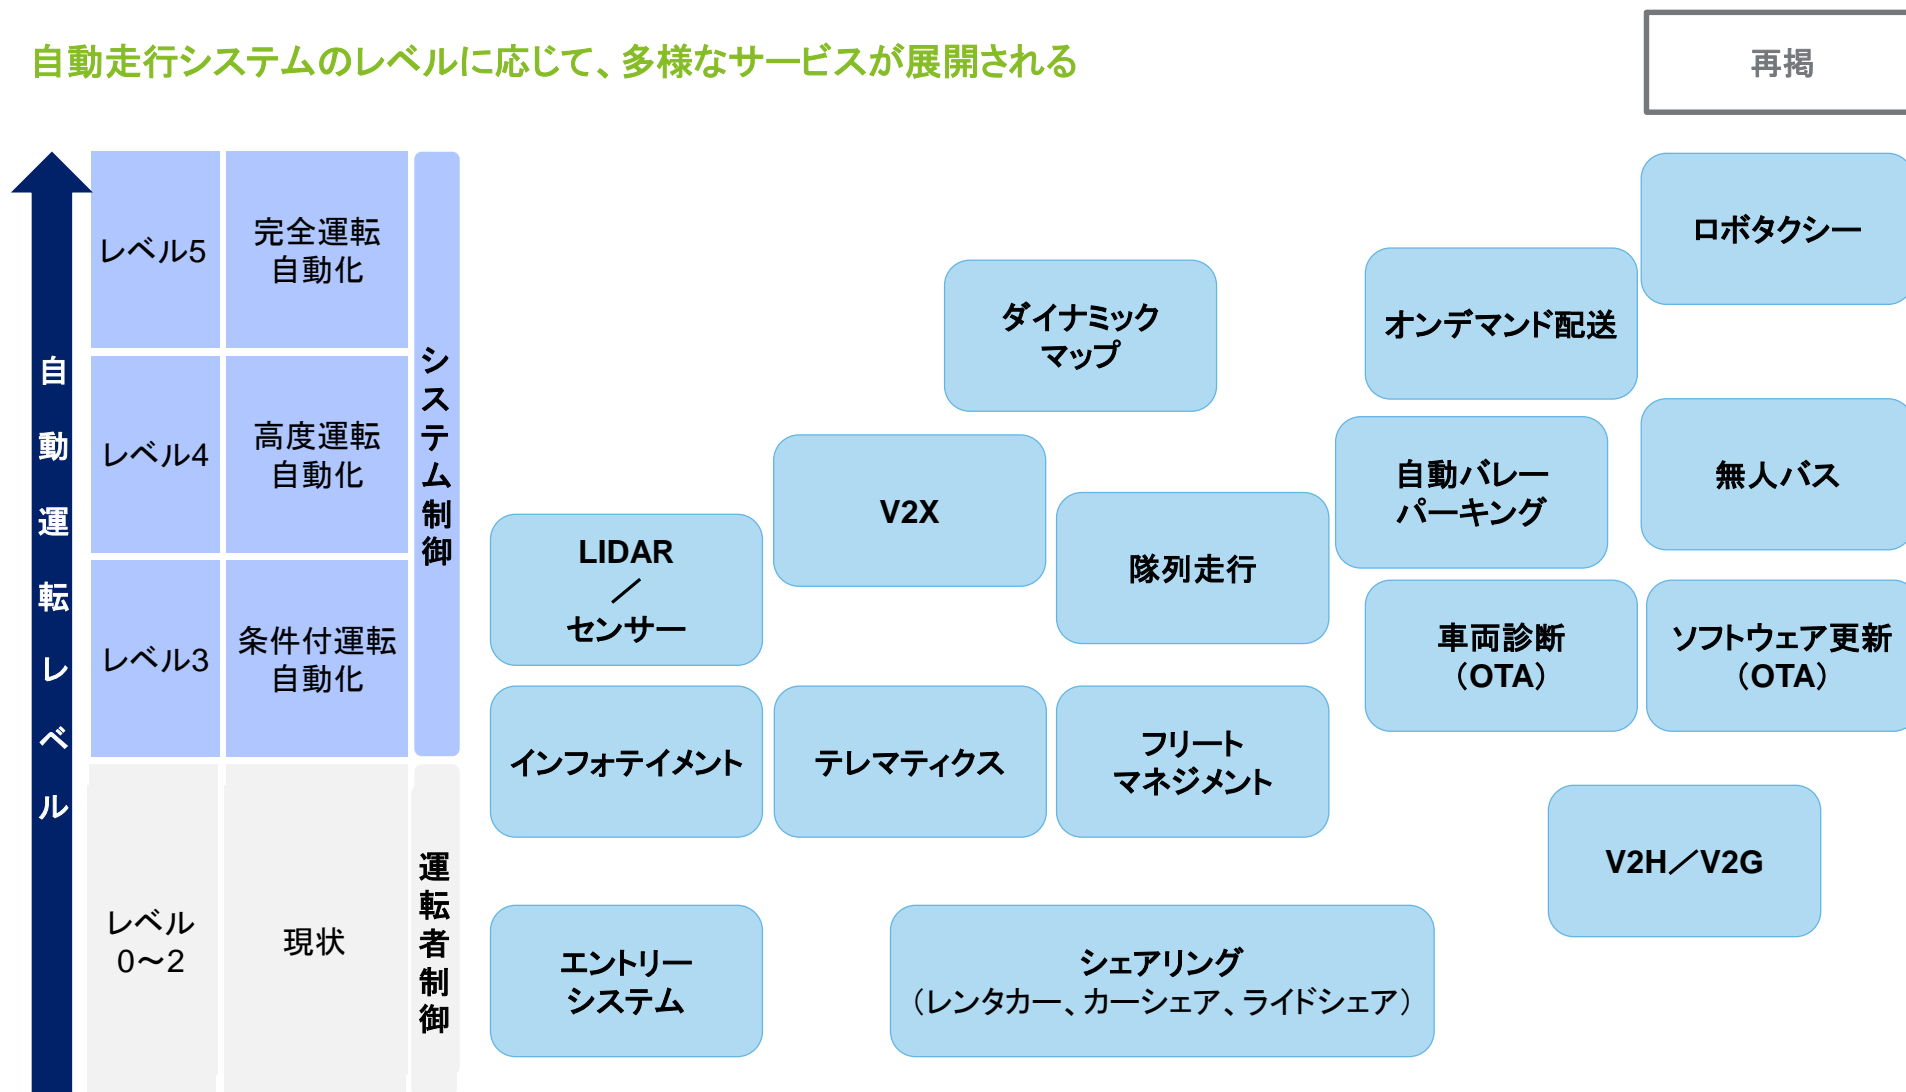 自動走行システムのレベルに応じて、多様なサービスが展開される
再掲
自動運転レベル
レベル5
完全運転
自動化
レベル4
高度運転
自動化
レベル3
条件付運転
自動化
システム制御
レベル
0～2
現状
運転者制御
ロボタクシー
ダイナミック
マップ
オンデマンド配送
V2X
自動バレー
パーキング
無人バス
LIDAR
／
センサー
隊列走行
車両診断
（OTA）
ソフトウェア更新
（OTA）
インフォテイメント
テレマティクス
フリート
マネジメント
V2H／V2G
エントリー
システム
シェアリング
（レンタカー、カーシェア、ライドシェア）